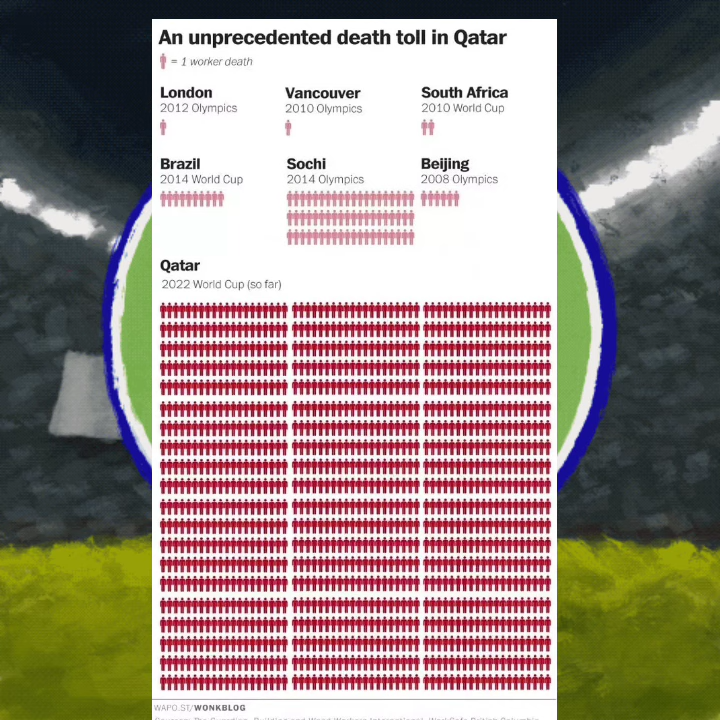 An unprecedented death toll in Qatar
= 1 worker death
London
2012 Olympics
Vancouver
2010 Olympics
South Africa
2010 World Cup
Brazil
2014 World Cup
Sochi
2014 Olympics
Beijing
2008 Olympics
Qatar
2022 World Cup (so far)
WAPO.ST/WONKBLOG